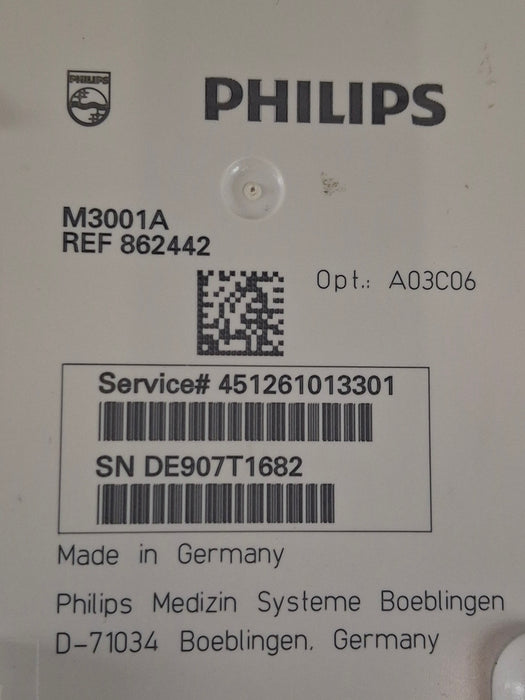 PHILIPS
PHILIPS
M3001A
REF 862442
Opt.: A03C06
Service# 451261013301
SN DE907T1682
Made in Germany
Philips Medizin Systeme Boeblingen
D-71034 Boeblingen, Germany